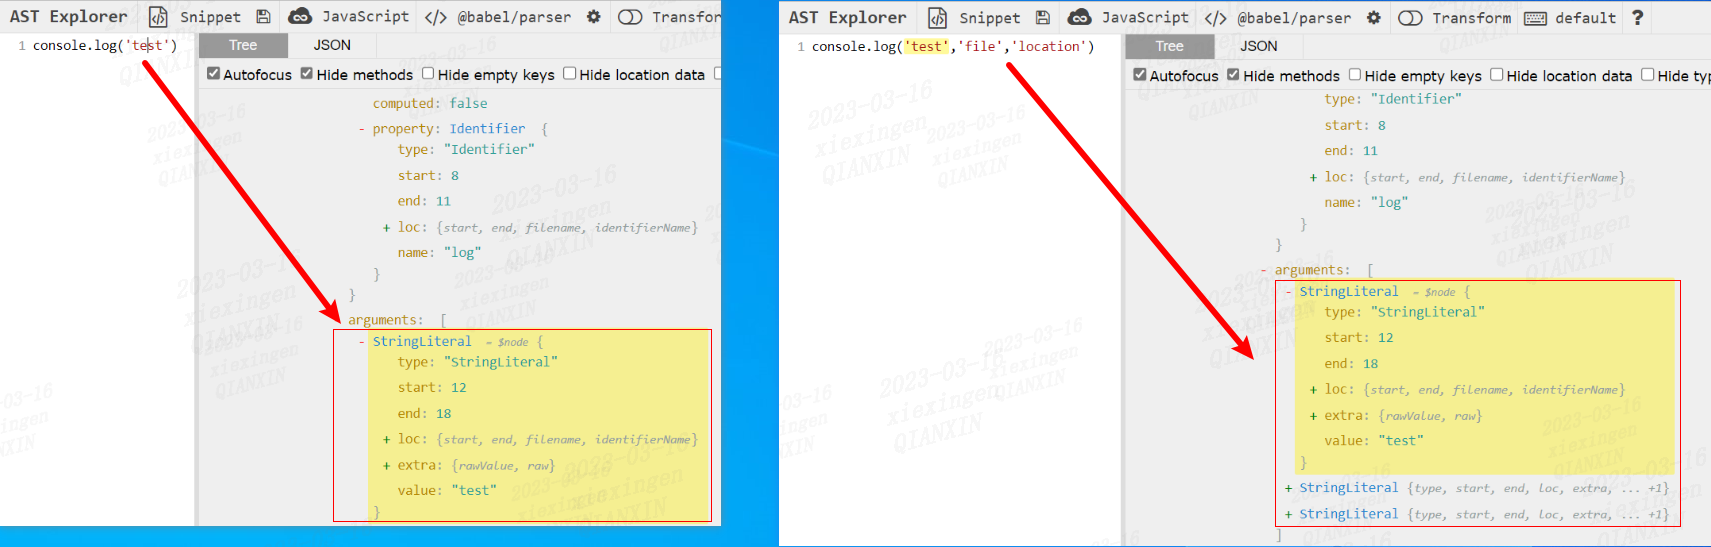 AST Explorer Snippet JavaScript </> @babel/parser Transfor
1 console.log('test')
Tree JSON
Autofocus Hide methods Hide empty keys Hide location data
computed: false
- property: Identifier {
type: "Identifier"
start: 8
end: 11
+ loc: {start, end, filename, identifierName}
name: "log"
}
}
arguments: [
- StringLiteral = $node {
type: "StringLiteral"
start: 12
end: 18
+ loc: {start, end, filename, identifierName}
+ extra: {rawValue, raw}
value: "test"
}
2023-03-16
xiexingen
QIANXIN
AST Explorer Snippet JavaScript </> @babel/parser Transform default ?
1 console.log('test','file','location')
Tree JSON
Autofocus Hide methods Hide empty keys Hide location data Hide typ
type: "Identifier"
start: 8
end: 11
+ loc: {start, end, filename, identifierName}
name: "log"
}
}
- arguments: [
- StringLiteral = $node {
type: "StringLiteral"
start: 12
end: 18
+ loc: {start, end, filename, identifierName}
+ extra: {rawValue, raw}
value: "test"
}
+ StringLiteral {type, start, end, loc, extra, ... +1}
+ StringLiteral {type, start, end, loc, extra, ... +1}
]
2023-03-16
xiexingen
QIANXIN